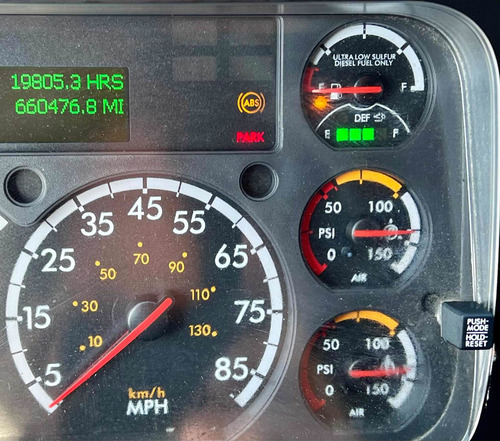 19805.3 HRS
660476.8 MI
ABS
PARK
ULTRA LOW SULFUR
DIESEL FUEL ONLY
E F
DEF
E F
5
15
25
35
45
55
65
75
85
10
30
50
70
90
110
130
km/h
MPH
50 100
PSI
0 150
AIR
50 100
PSI
0 150
AIR
PUSH-
MODE
HOLD-
RESET